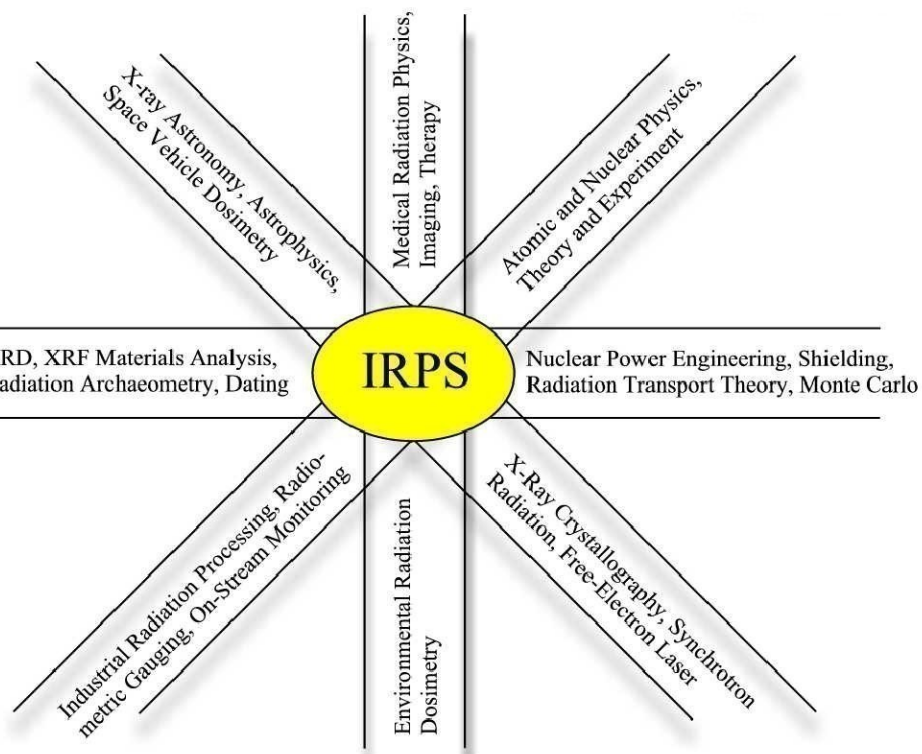 X-ray Astronomy, Astrophysics,
Space Vehicle Dosimetry
Medical Radiation Physics,
Imaging, Therapy
Atomic and Nuclear Physics,
Theory and Experiment
RD, XRF Materials Analysis,
adiation Archaeometry, Dating
IRPS
Nuclear Power Engineering, Shielding,
Radiation Transport Theory, Monte Carlo
Industrial Radiation Processing, Radio-
metric Gauging, On-Stream Monitoring
Environmental Radiation
Dosimetry
X-Ray Crystallography, Synchrotron
Radiation, Free-Electron Laser